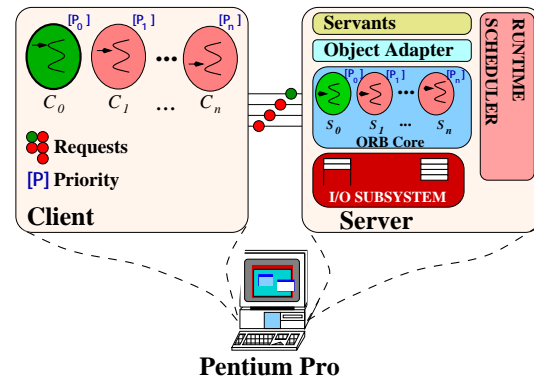 [P0] [P1] [Pn]
C0 C1 ... Cn
Requests
[P] Priority
Client
Servants
Object Adapter
[P0] [P1] [Pn]
S0 S1 ... Sn
ORB Core
I/O SUBSYSTEM
Server
RUNTIME
SCHEDULER
Pentium Pro